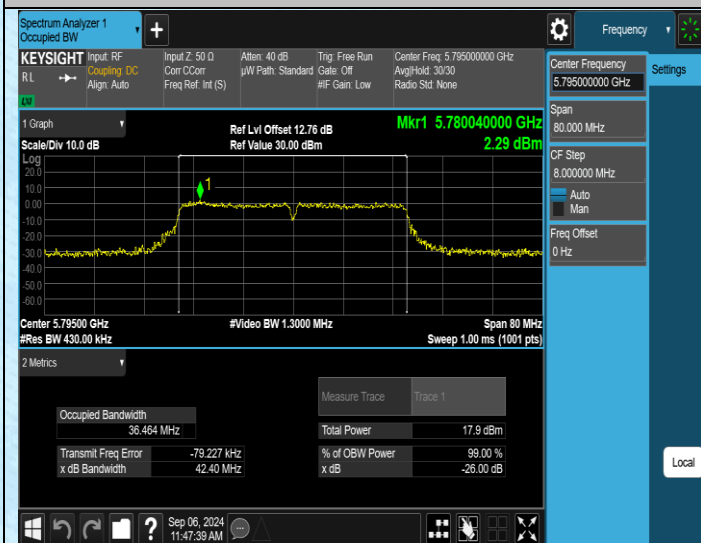 Spectrum Analyzer 1
Occupied BW
+
Frequency
KEYSIGHT
RL
LXI
Input: RF
Coupling: DC
Align: Auto
Input Z: 50 Ω
Corr CCorr
Freq Ref: Int (S)
Atten: 40 dB
µW Path: Standard
Trig: Free Run
Gate: Off
#IF Gain: Low
Center Freq: 5.795000000 GHz
Avg|Hold: 30/30
Radio Std: None
Center Frequency
5.795000000 GHz
Settings
Span
80.000 MHz
CF Step
8.000000 MHz
Auto
Man
Freq Offset
0 Hz
Local
1 Graph
Scale/Div 10.0 dB
Ref Lvl Offset 12.76 dB
Ref Value 30.00 dBm
Mkr1 5.780040000 GHz
2.29 dBm
Log
20.0
10.0
0.00
-10.0
-20.0
-30.0
-40.0
-50.0
-60.0
1
Center 5.79500 GHz
#Res BW 430.00 kHz
#Video BW 1.3000 MHz
Span 80 MHz
Sweep 1.00 ms (1001 pts)
2 Metrics
Measure Trace Trace 1
Occupied Bandwidth
36.464 MHz
Total Power 17.9 dBm
Transmit Freq Error -79.227 kHz
% of OBW Power 99.00 %
x dB Bandwidth 42.40 MHz
x dB -26.00 dB
?
Sep 06, 2024
11:47:39 AM